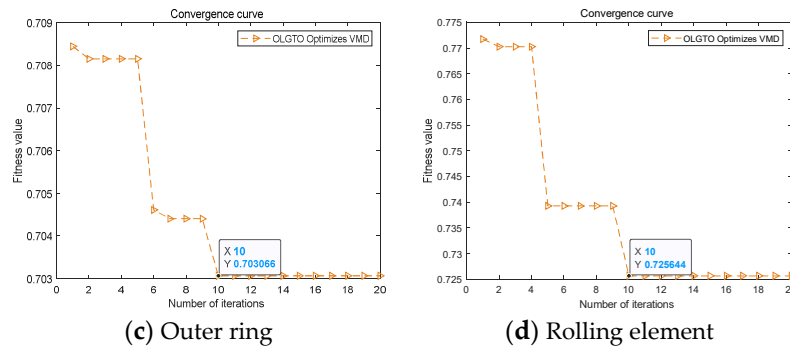 Convergence curve
OLGTO Optimizes VMD
0.709
0.708
0.707
0.706
0.705
0.704
0.703
Fitness value
X 10
Y 0.703066
0 2 4 6 8 10 12 14 16 18 20
Number of iterations
(c) Outer ring
Convergence curve
OLGTO Optimizes VMD
0.775
0.77
0.765
0.76
0.755
0.75
0.745
0.74
0.735
0.73
0.725
Fitness value
X 10
Y 0.725644
0 2 4 6 8 10 12 14 16 18 20
Number of iterations
(d) Rolling element